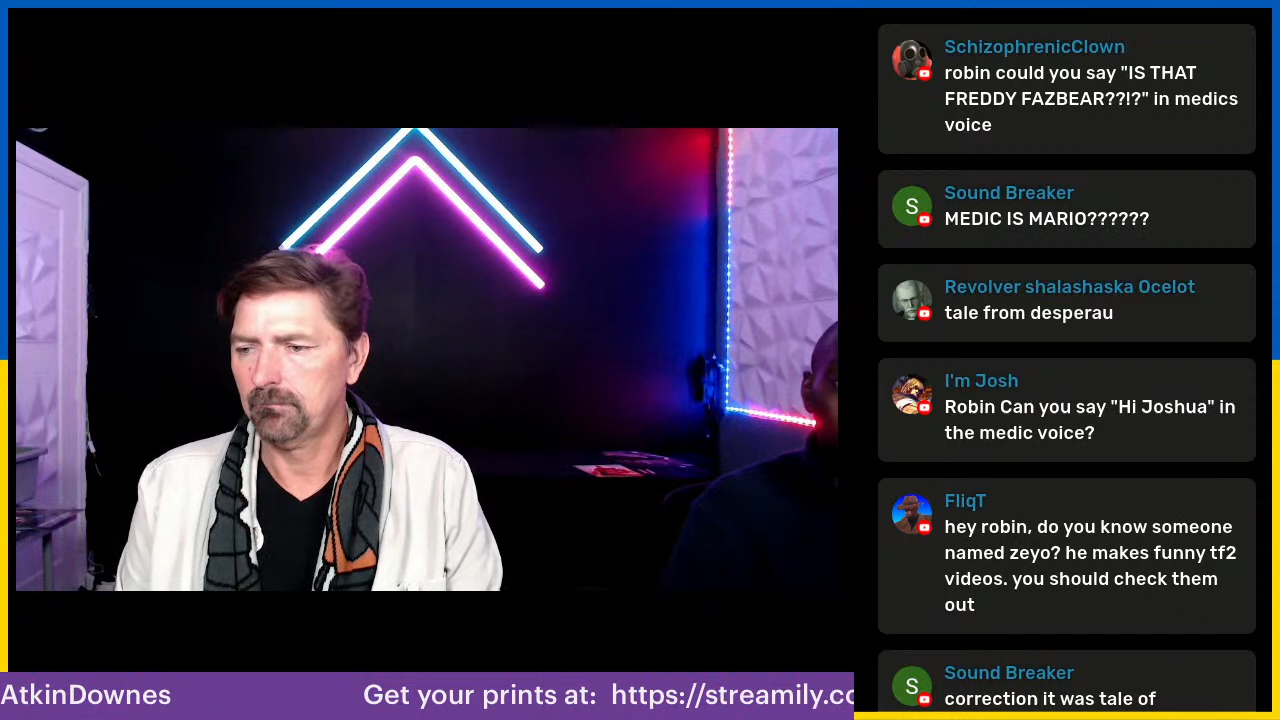 SchizophrenicClown
robin could you say "IS THAT
FREDDY FAZBEAR??!?" in medics
voice
S
Sound Breaker
MEDIC IS MARIO??????
Revolver shalashaska Ocelot
tale from desperau
I'm Josh
Robin Can you say "Hi Joshua" in
the medic voice?
FliqT
hey robin, do you know someone
named zeyo? he makes funny tf2
videos. you should check them
out
S
Sound Breaker
correction it was tale of
AtkinDownes
Get your prints at: https://streamily.co